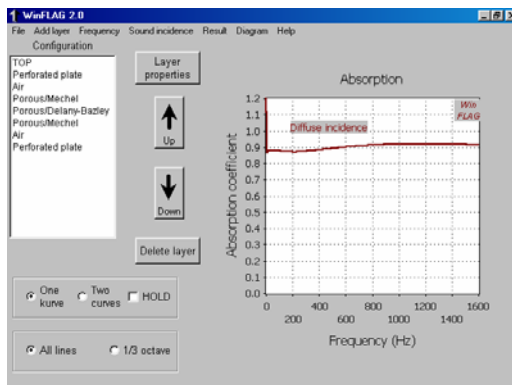 WinFLAG 2.0
File Add layer Frequency Sound incidence Result Diagram Help
Configuration
TOP
Perforated plate
Air
Porous/Mechel
Porous/Delany-Bazley
Porous/Mechel
Air
Perforated plate
Layer
properties
Up
Down
Delete layer
One
kurve
Two
curves
HOLD
All lines
1/3 octave
Absorption
Win
FLAG
Diffuse incidence
Absorption coefficient
1.2
1.1
1.0
0.9
0.8
0.7
0.6
0.5
0.4
0.3
0.2
0.1
0.0
0 400 800 1200 1600
200 600 1000 1400
Frequency (Hz)